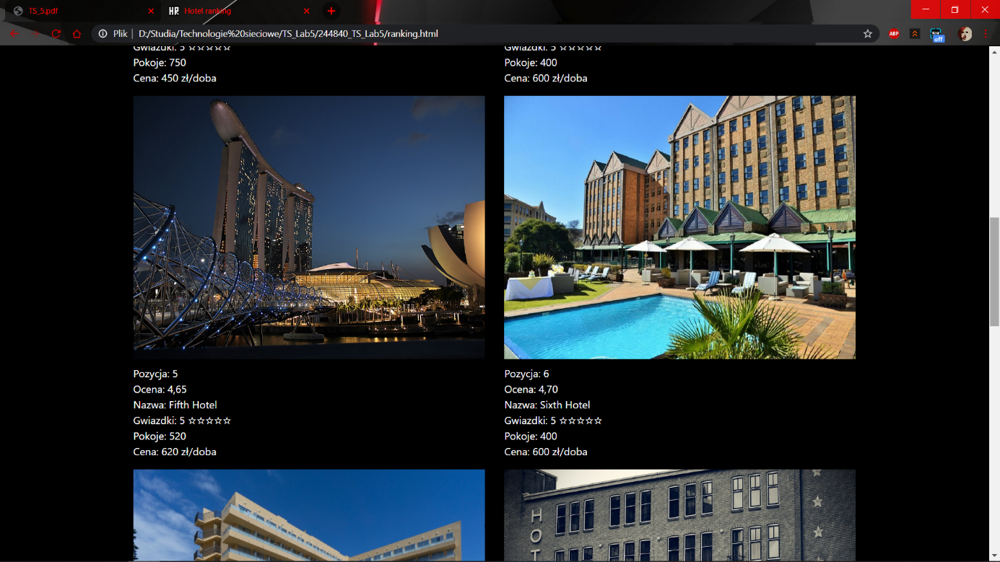 TS_5.pdf
HR Hotel ranking
Plik D:/Studia/Technologie%20sieciowe/TS_Lab5/244840_TS_Lab5/ranking.html
ABP
off
Gwiazdki: 5 ☆☆☆☆☆
Pokoje: 750
Cena: 450 zł/doba
Gwiazdki: 5 ☆☆☆☆☆
Pokoje: 400
Cena: 600 zł/doba
Pozycja: 5
Ocena: 4,65
Nazwa: Fifth Hotel
Gwiazdki: 5 ☆☆☆☆☆
Pokoje: 520
Cena: 620 zł/doba
Pozycja: 6
Ocena: 4,70
Nazwa: Sixth Hotel
Gwiazdki: 5 ☆☆☆☆☆
Pokoje: 400
Cena: 600 zł/doba
HOT